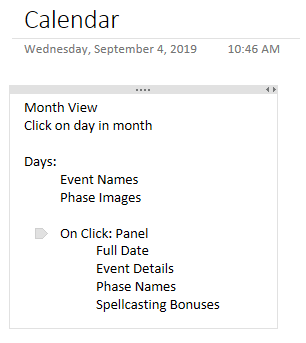 Calendar
Wednesday, September 4, 2019 10:46 AM
Month View
Click on day in month
Days:
Event Names
Phase Images
On Click: Panel
Full Date
Event Details
Phase Names
Spellcasting Bonuses